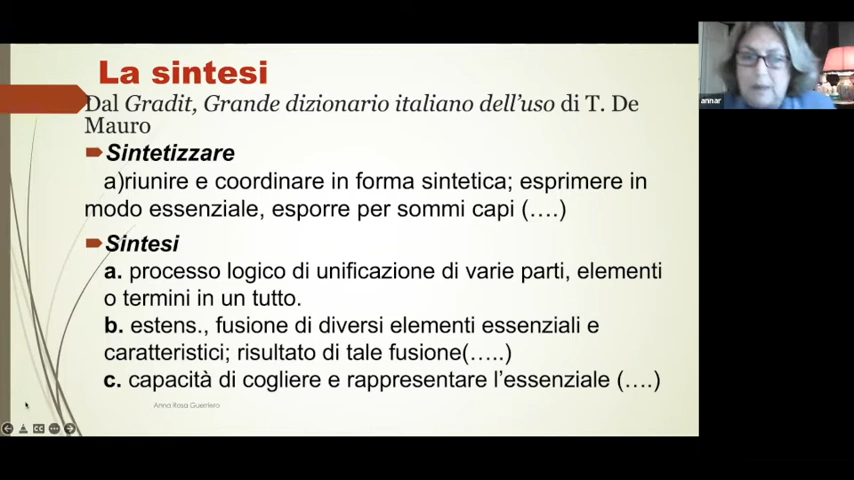 La sintesi
Dal Gradit, Grande dizionario italiano dell'uso di T. De
Mauro
Sintetizzare
a)riunire e coordinare in forma sintetica; esprimere in
modo essenziale, esporre per sommi capi (....)
Sintesi
a. processo logico di unificazione di varie parti, elementi
o termini in un tutto.
b. estens., fusione di diversi elementi essenziali e
caratteristici; risultato di tale fusione(.....)
c. capacità di cogliere e rappresentare l'essenziale (....)
Anna Rosa Guerriero
CC
annar